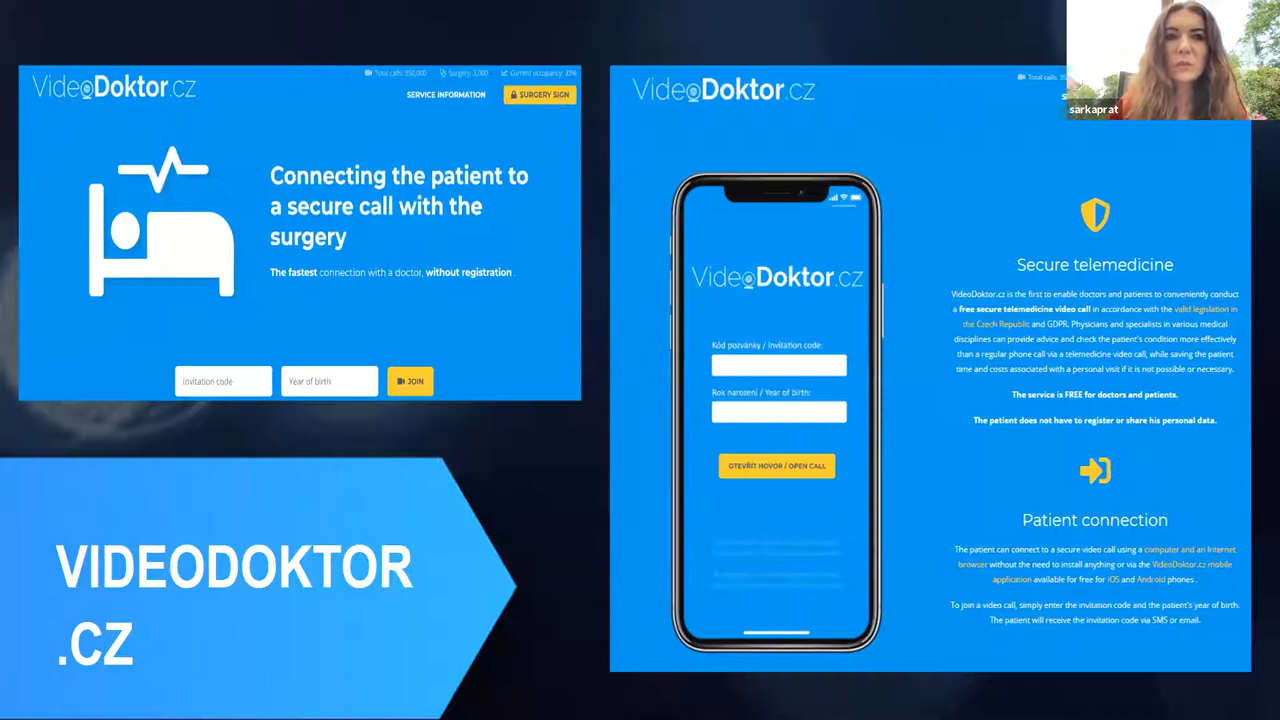 VideoDoktor.cz
Total calls: 350,000 Surgery: 3,000 Current occupancy: 33%
SERVICE INFORMATION
SURGERY SIGN
Connecting the patient to
a secure call with the
surgery
The fastest connection with a doctor, without registration .
Invitation code
Year of birth
JOIN
VIDEODOKTOR
.CZ
VideoDoktor.cz
Total calls:
sarkaprat
VideoDoktor.cz
Kód pozvánky / Invitation code:
Rok narození / Year of birth:
OTEVŘÍT HOVOR / OPEN CALL
Secure telemedicine
VideoDoktor.cz is the first to enable doctors and patients to conveniently conduct
a free secure telemedicine video call in accordance with the valid legislation in
the Czech Republic and GDPR. Physicians and specialists in various medical
disciplines can provide advice and check the patient's condition more effectively
than a regular phone call via a telemedicine video call, while saving the patient
time and costs associated with a personal visit if it is not possible or necessary.
The service is FREE for doctors and patients.
The patient does not have to register or share his personal data.
Patient connection
The patient can connect to a secure video call using a computer and an Internet
browser without the need to install anything or via the VideoDoktor.cz mobile
application available for free for iOS and Android phones .
To join a video call, simply enter the invitation code and the patient's year of birth.
The patient will receive the invitation code via SMS or email.